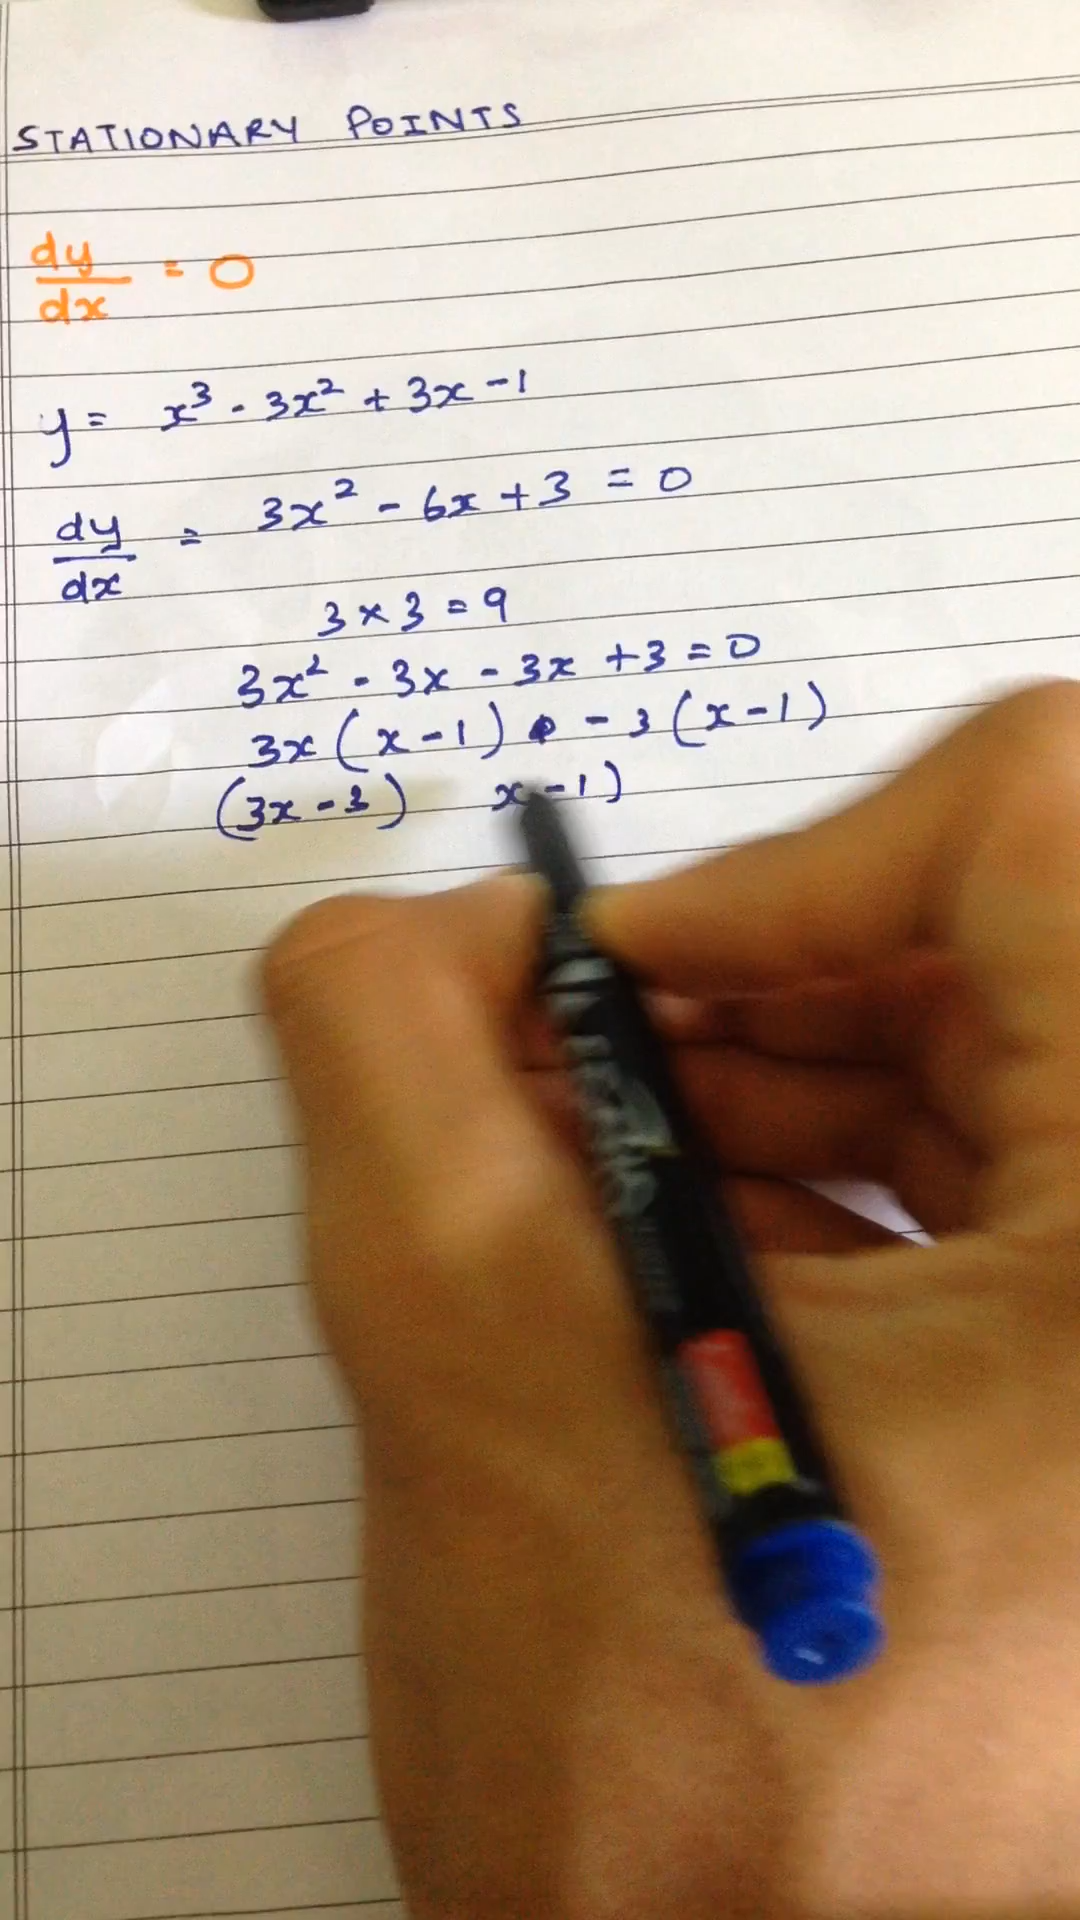 STATIONARY POINTS
dy/dx = 0
y = x³ - 3x² + 3x - 1
dy/dx = 3x² - 6x + 3 = 0
3 × 3 = 9
3x² - 3x - 3x + 3 = 0
3x (x - 1) - 3 (x - 1)
(3x - 3) x - 1)